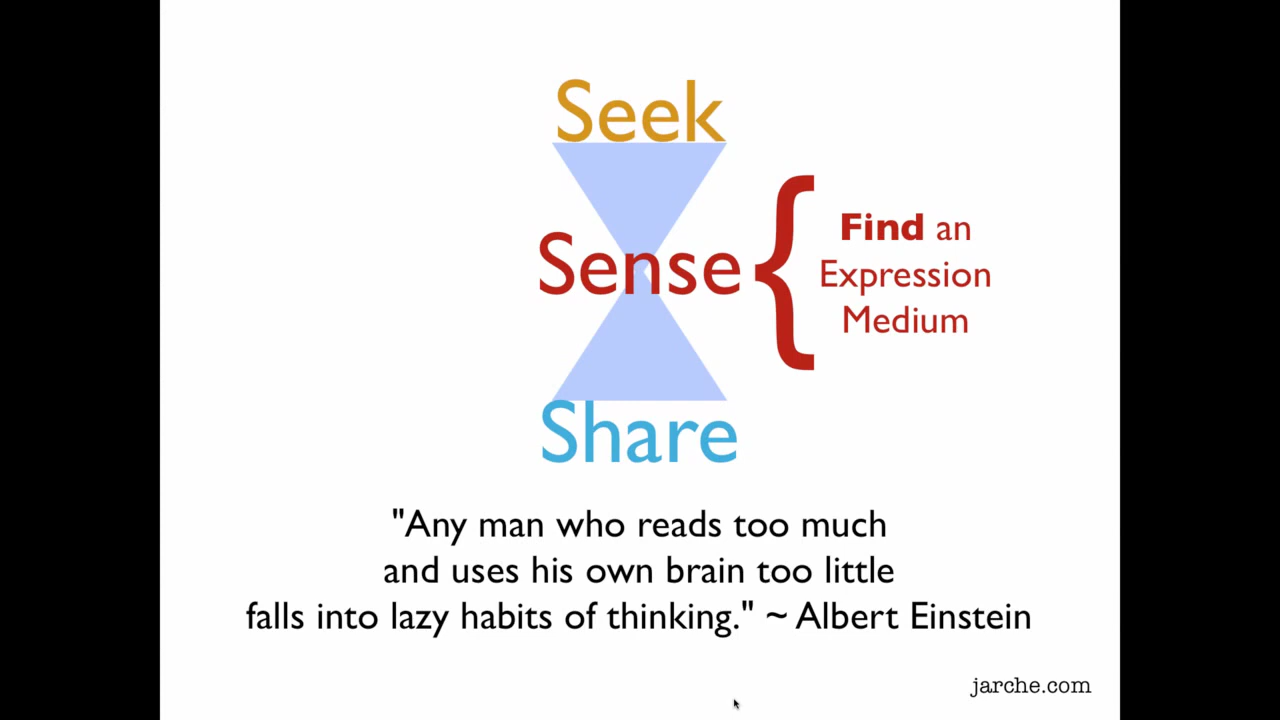 Seek
Sense
Find an
Expression
Medium
Share
"Any man who reads too much
and uses his own brain too little
falls into lazy habits of thinking." ~ Albert Einstein
jarche.com